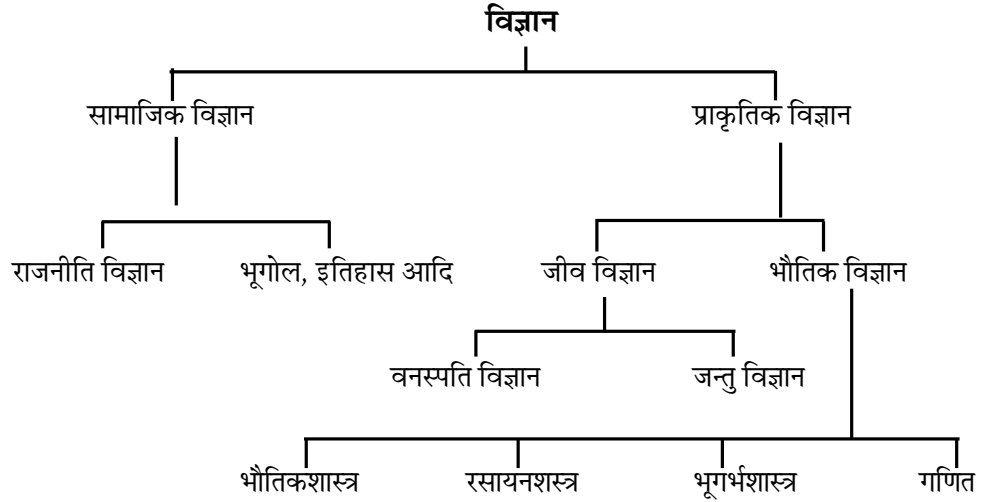 विज्ञान
सामाजिक विज्ञान प्राकृतिक विज्ञान
राजनीति विज्ञान भूगोल, इतिहास आदि जीव विज्ञान भौतिक विज्ञान
वनस्पति विज्ञान जन्तु विज्ञान
भौतिकशास्त्र रसायनशस्त्र भूगर्भशास्त्र गणित